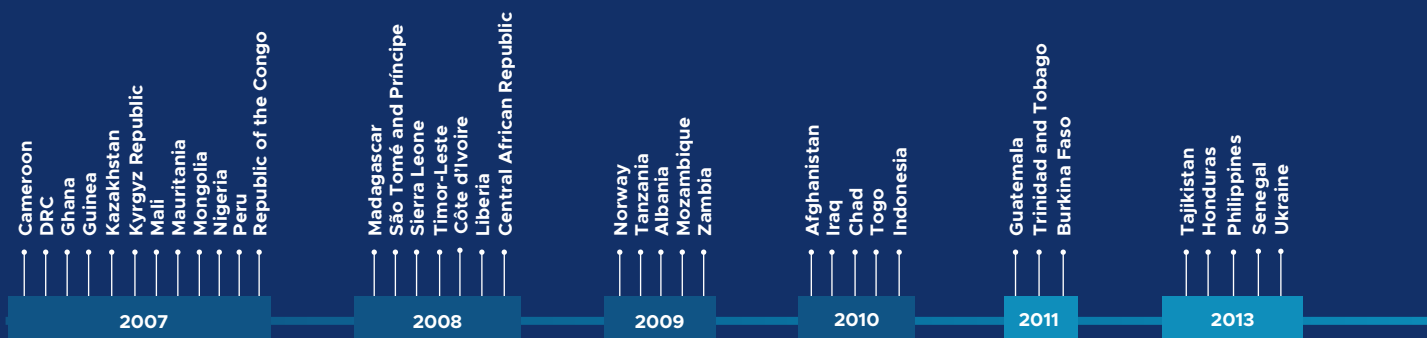 Cameroon
DRC
Ghana
Guinea
Kazakhstan
Kyrgyz Republic
Mali
Mauritania
Mongolia
Nigeria
Peru
Republic of the Congo
2007
Madagascar
São Tomé and Príncipe
Sierra Leone
Timor-Leste
Côte d'Ivoire
Liberia
Central African Republic
2008
Norway
Tanzania
Albania
Mozambique
Zambia
2009
Afghanistan
Iraq
Chad
Togo
Indonesia
2010
Guatemala
Trinidad and Tobago
Burkina Faso
2011
Tajikistan
Honduras
Philippines
Senegal
Ukraine
2013